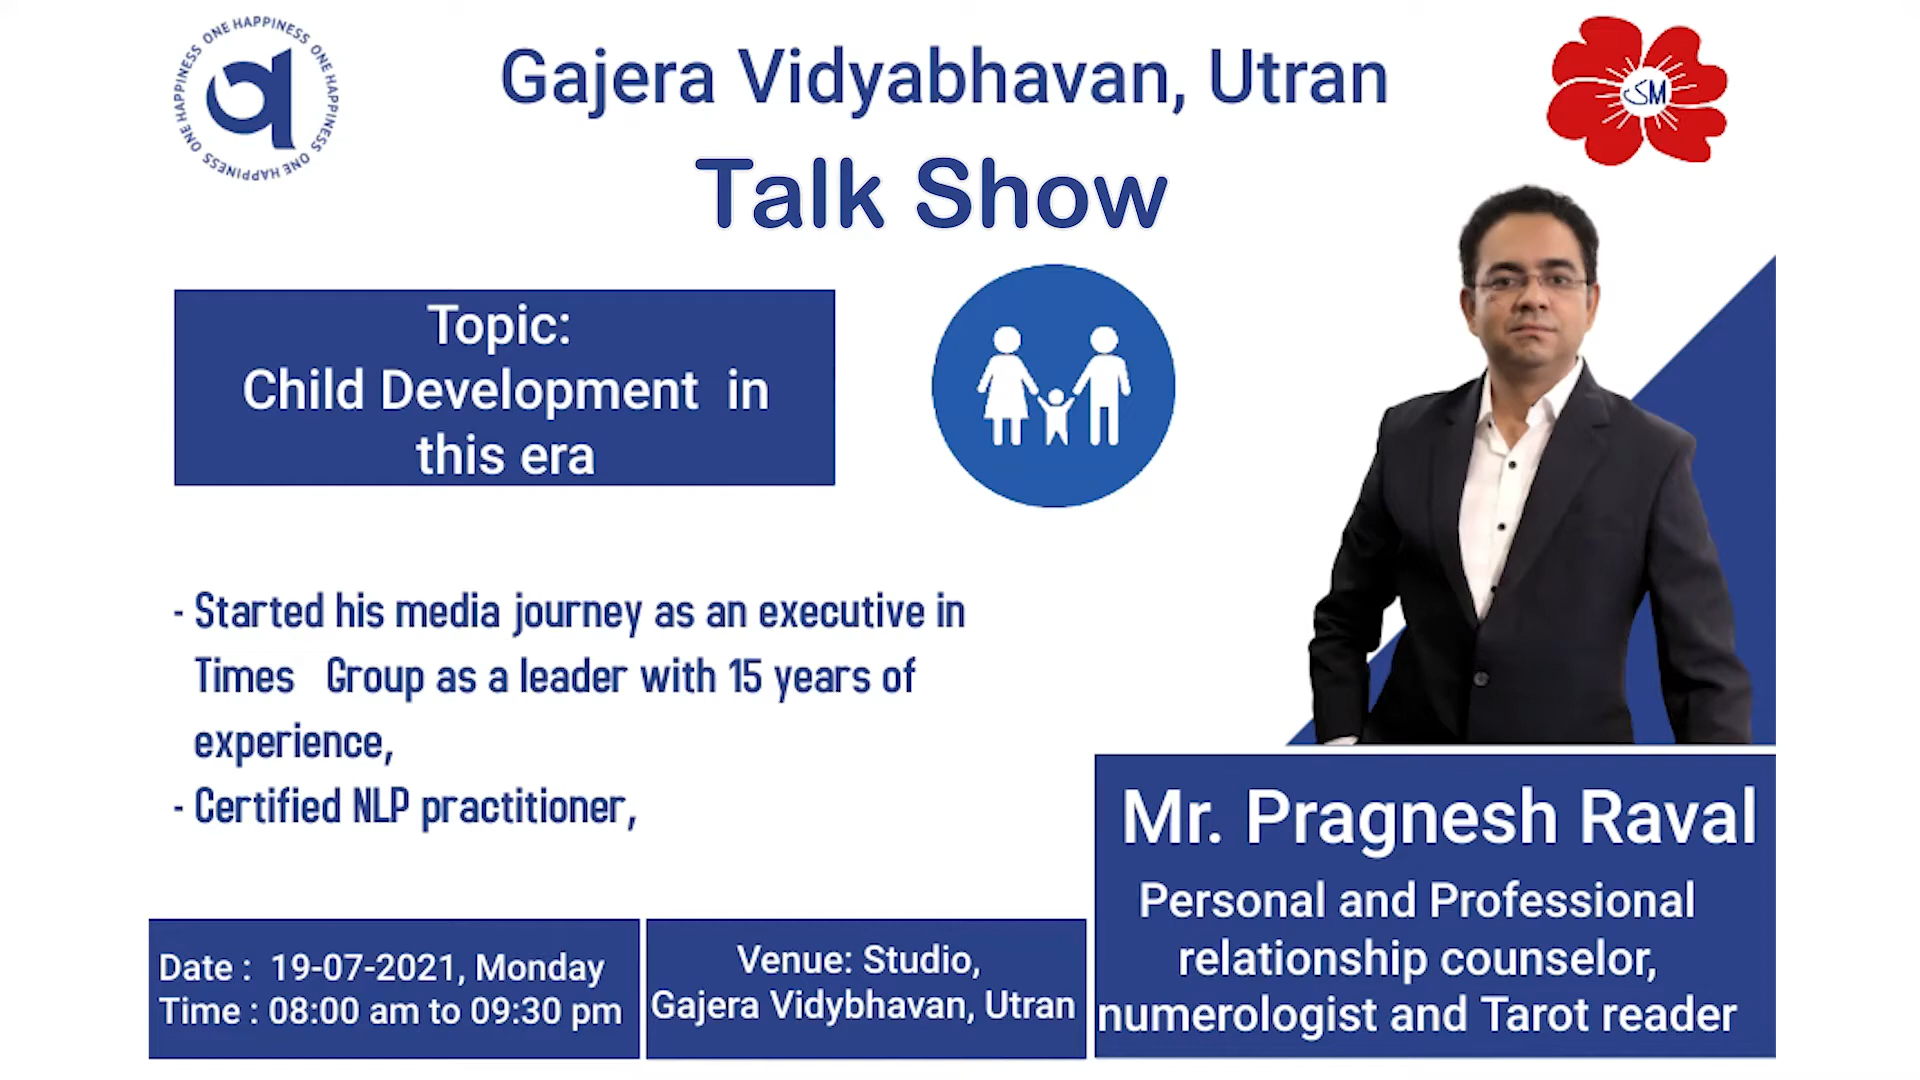 ONE HAPPINESS ONE HAPPINESS ONE HAPPINESS ONE HAPPINESS
Gajera Vidyabhavan, Utran
SM
Talk Show
Topic:
Child Development in
this era
- Started his media journey as an executive in
Times Group as a leader with 15 years of
experience,
- Certified NLP practitioner,
Mr. Pragnesh Raval
Personal and Professional
relationship counselor,
numerologist and Tarot reader
Date : 19-07-2021, Monday
Time : 08:00 am to 09:30 pm
Venue: Studio,
Gajera Vidybhavan, Utran